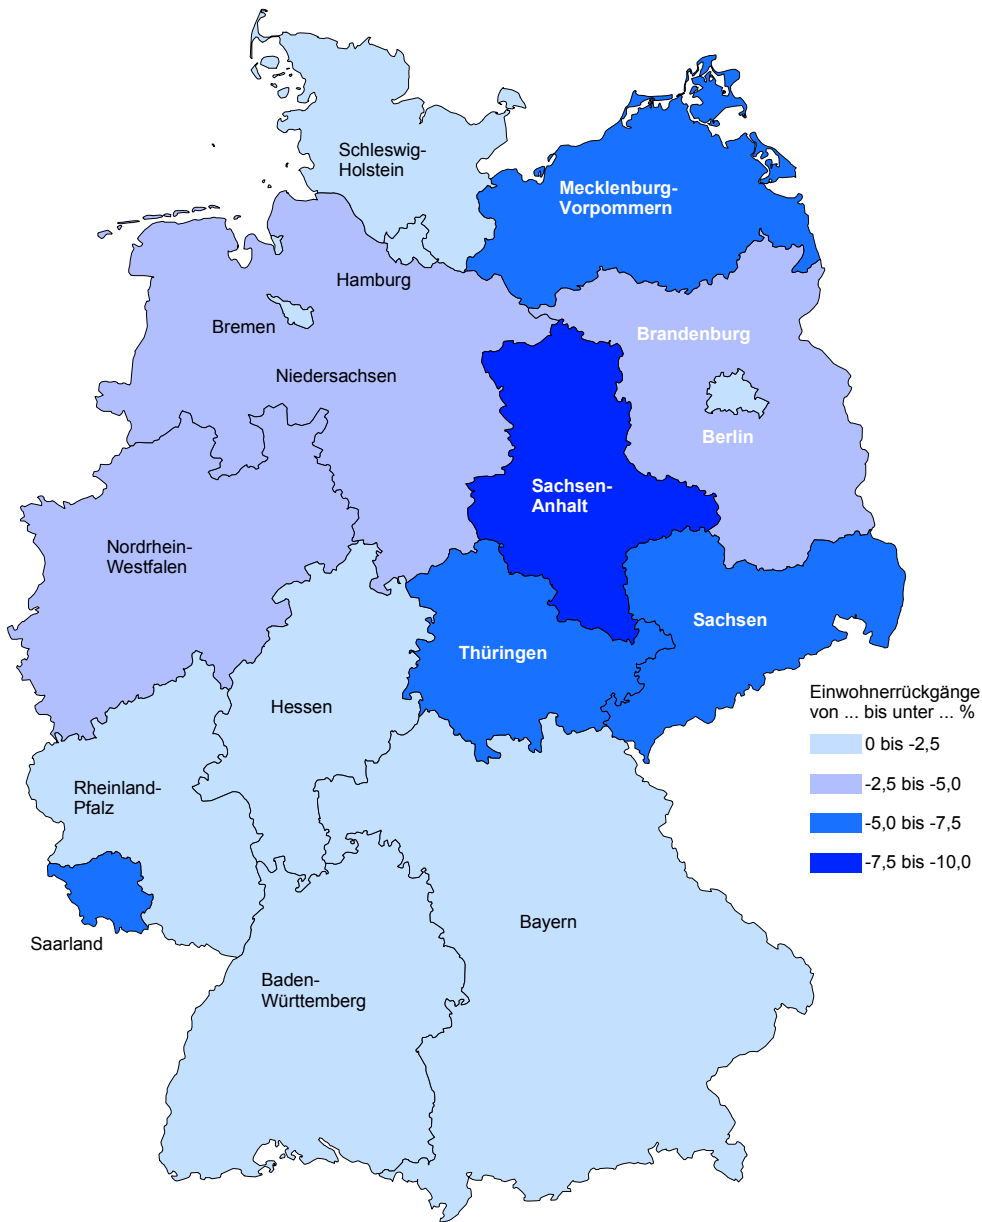 Schleswig-
Holstein
Mecklenburg-
Vorpommern
Hamburg
Bremen
Brandenburg
Niedersachsen
Berlin
Sachsen-
Anhalt
Nordrhein-
Westfalen
Sachsen
Thüringen
Hessen
Einwohnerrückgänge
von ... bis unter ... %
0 bis -2,5
-2,5 bis -5,0
-5,0 bis -7,5
-7,5 bis -10,0
Rheinland-
Pfalz
Saarland
Bayern
Baden-
Württemberg